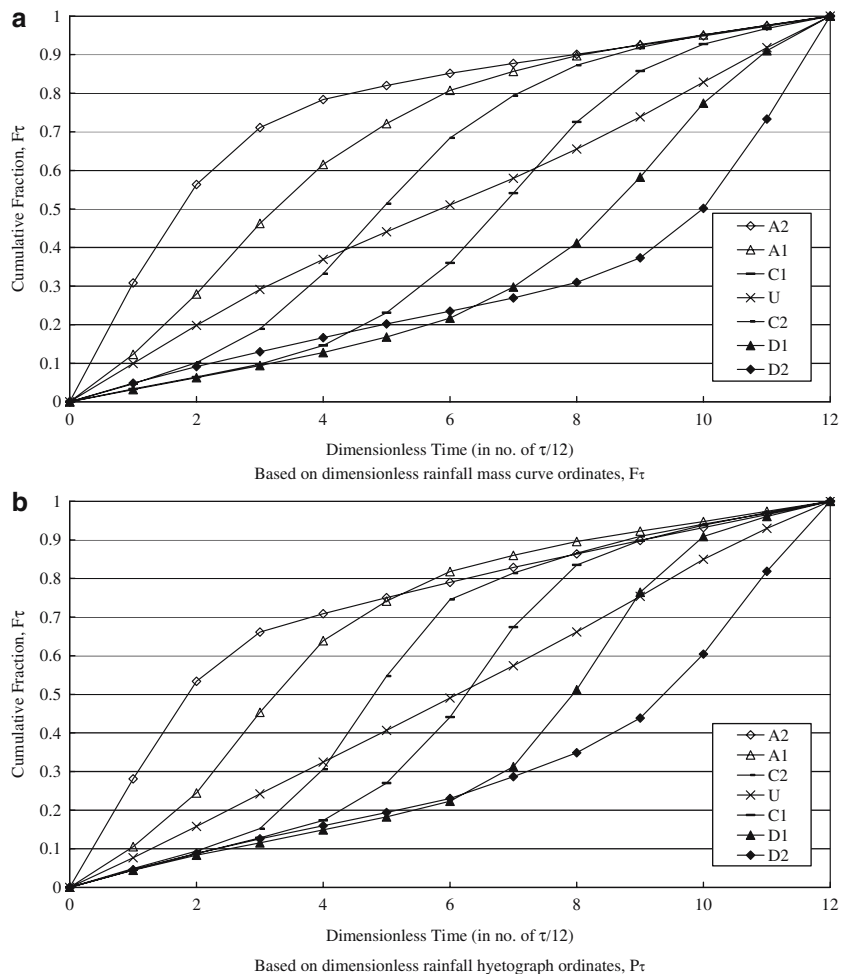 a
1
0.9
0.8
0.7
0.6
0.5
0.4
0.3
0.2
0.1
0
Cumulative Fraction, Fτ
A2
A1
C1
U
C2
D1
D2
0 2 4 6 8 10 12
Dimensionless Time (in no. of τ/12)
Based on dimensionless rainfall mass curve ordinates, Fτ
b
1
0.9
0.8
0.7
0.6
0.5
0.4
0.3
0.2
0.1
0
Cumulative Fraction, Fτ
A2
A1
C2
U
C1
D1
D2
0 2 4 6 8 10 12
Dimensionless Time (in no. of τ/12)
Based on dimensionless rainfall hyetograph ordinates, Pτ